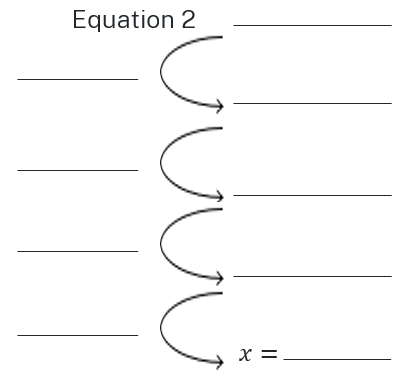 Equation 2
x =